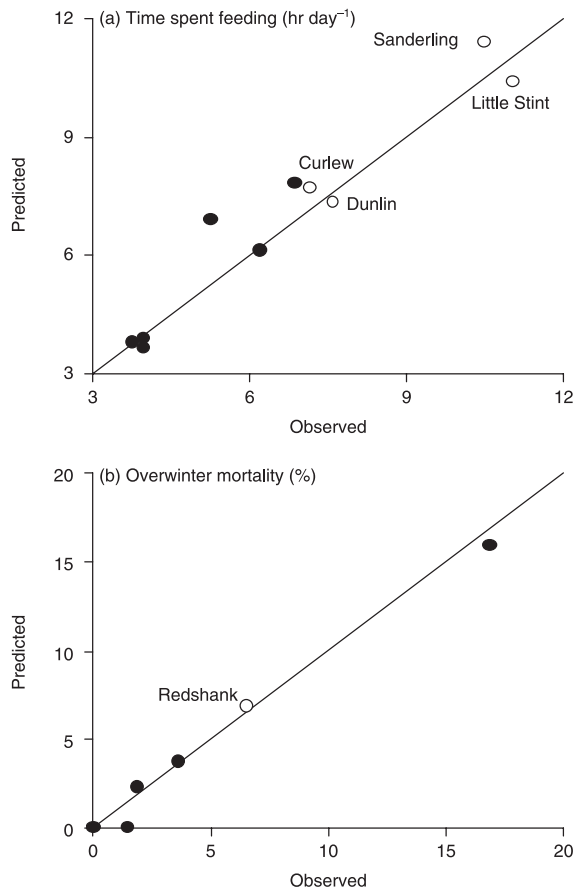 (a) Time spent feeding (hr day⁻¹)
12
9
6
3
Predicted
Sanderling
Little Stint
Curlew
Dunlin
3 6 9 12
Observed
(b) Overwinter mortality (%)
20
15
10
5
0
Predicted
Redshank
0 5 10 15 20
Observed